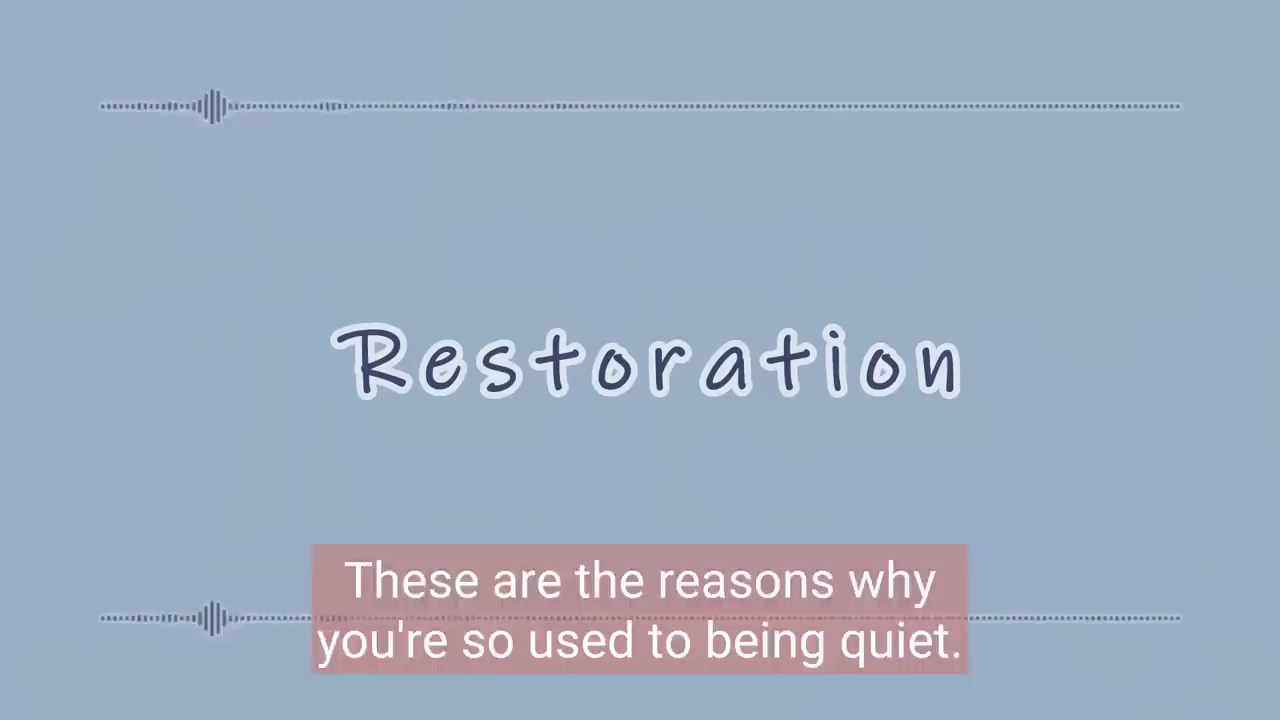 Restoration
These are the reasons why
you're so used to being quiet.